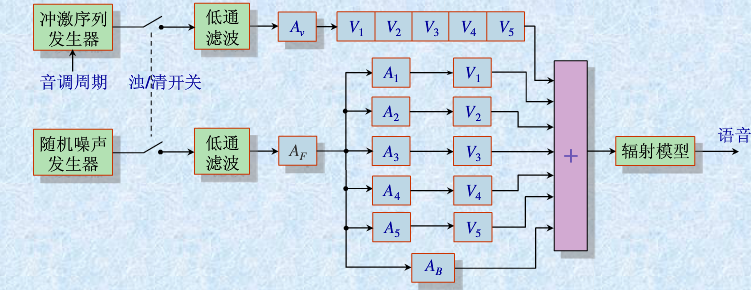 冲激序列
发生器
低通
滤波
Av
V1 V2 V3 V4 V5
音调周期
浊/清开关
A1 V1
A2 V2
随机噪声
发生器
低通
滤波
AF
A3 V3
+
辐射模型
语音
A4 V4
A5 V5
AB